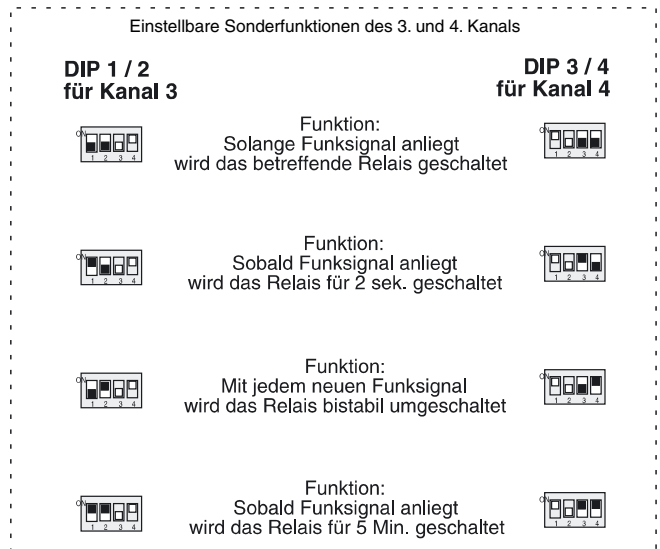 Einstellbare Sonderfunktionen des 3. und 4. Kanals
DIP 1 / 2
für Kanal 3
DIP 3 / 4
für Kanal 4
ON
1 2 3 4
Funktion:
Solange Funksignal anliegt
wird das betreffende Relais geschaltet
ON
1 2 3 4
ON
1 2 3 4
Funktion:
Sobald Funksignal anliegt
wird das Relais für 2 sek. geschaltet
ON
1 2 3 4
ON
1 2 3 4
Funktion:
Mit jedem neuen Funksignal
wird das Relais bistabil umgeschaltet
ON
1 2 3 4
ON
1 2 3 4
Funktion:
Sobald Funksignal anliegt
wird das Relais für 5 Min. geschaltet
ON
1 2 3 4